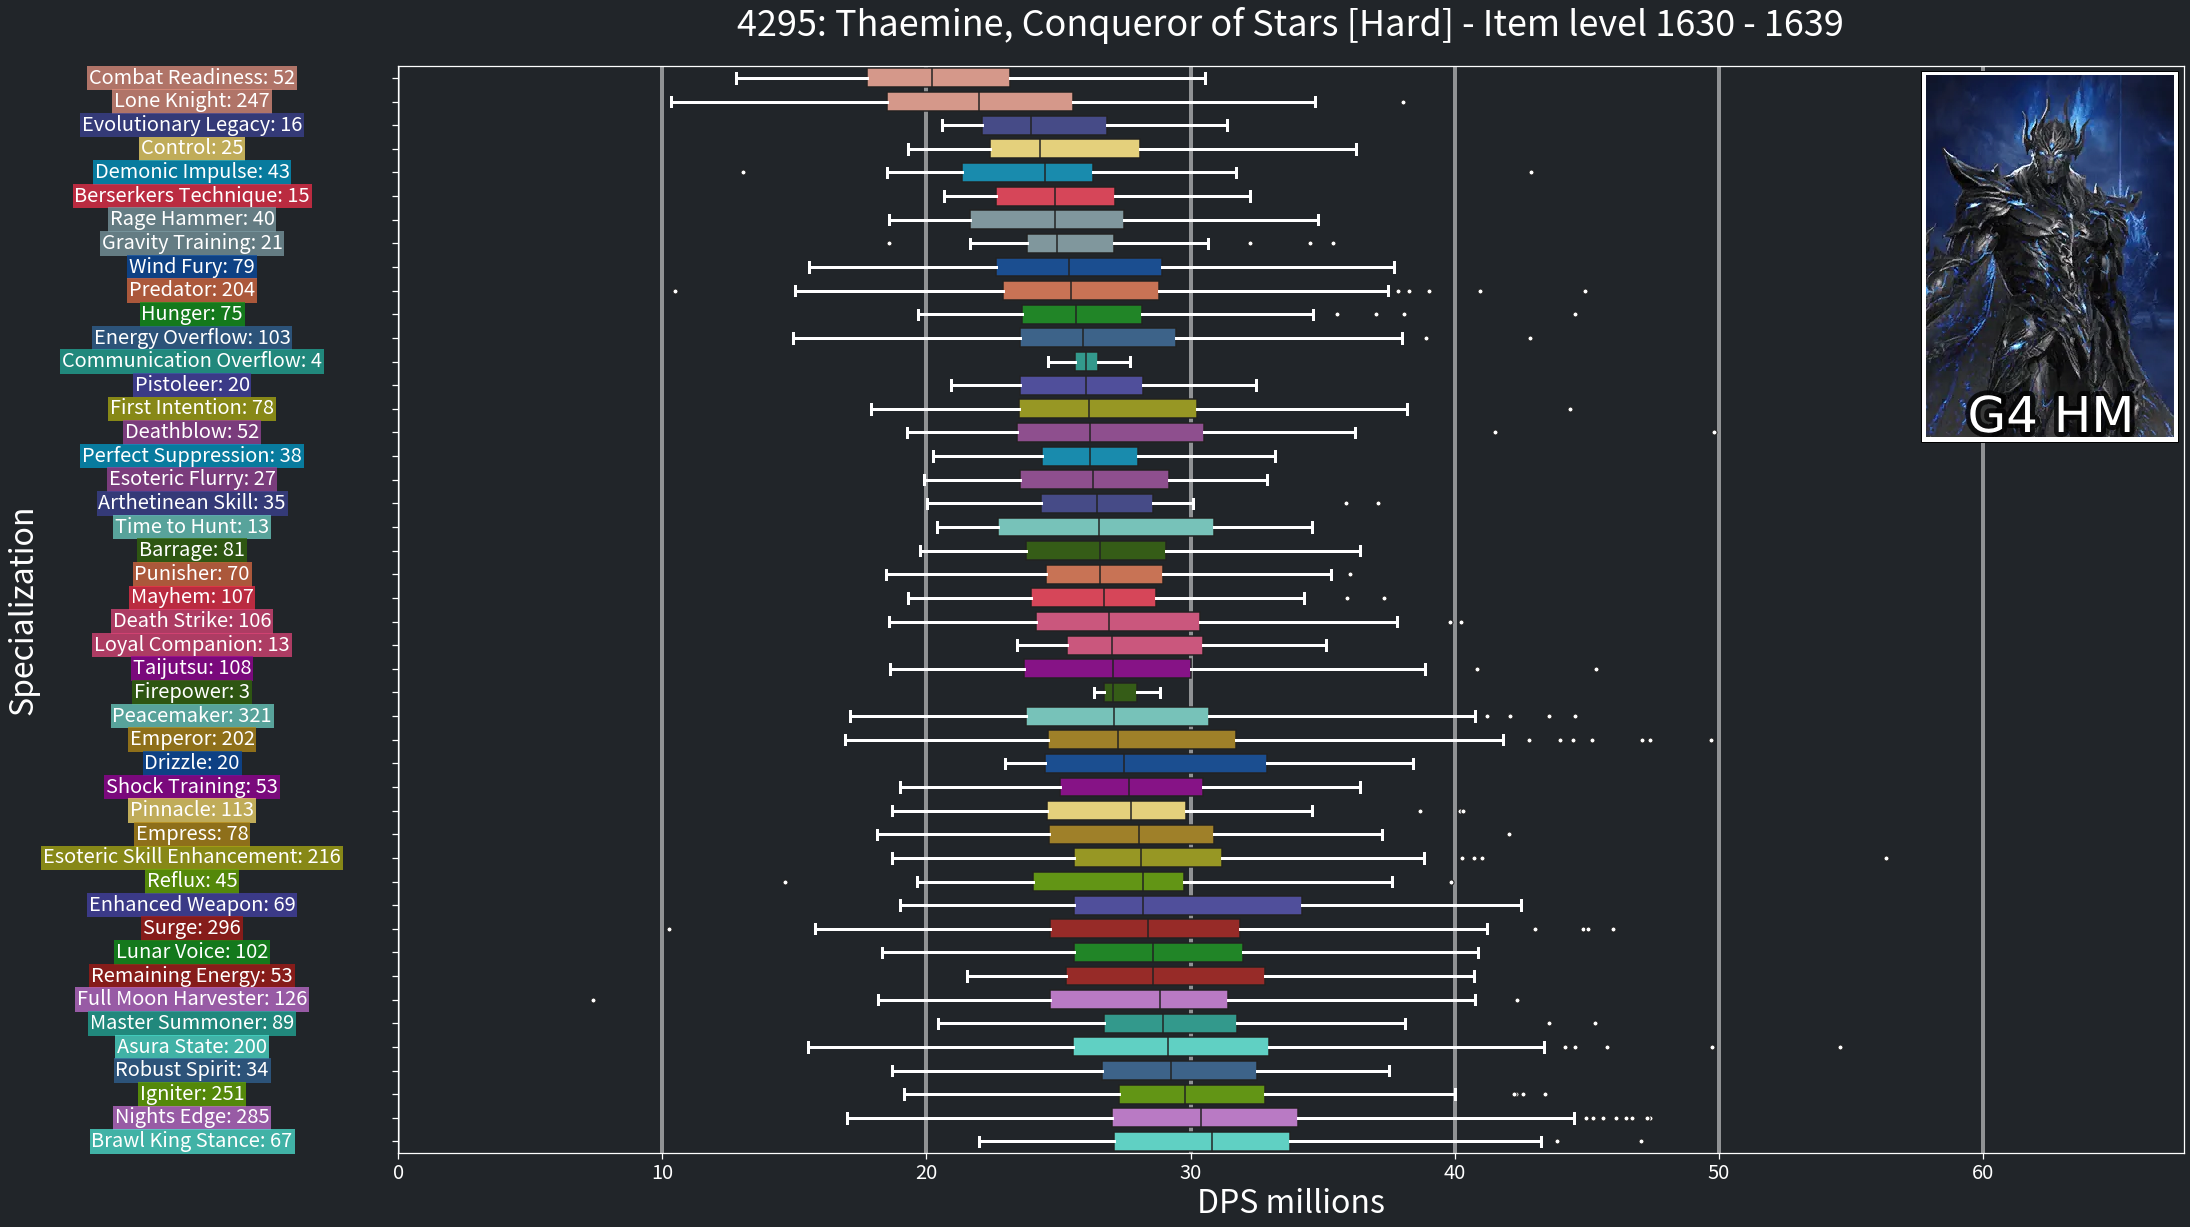 4295: Thaemine, Conqueror of Stars [Hard] - Item level 1630 - 1639
Combat Readiness: 52
Lone Knight: 247
Evolutionary Legacy: 16
Control: 25
Demonic Impulse: 43
Berserkers Technique: 15
Rage Hammer: 40
Gravity Training: 21
Wind Fury: 79
Predator: 204
Hunger: 75
Energy Overflow: 103
Communication Overflow: 4
Pistoleer: 20
First Intention: 78
Deathblow: 52
Perfect Suppression: 38
Esoteric Flurry: 27
Arthetinean Skill: 35
Time to Hunt: 13
Barrage: 81
Punisher: 70
Mayhem: 107
Death Strike: 106
Loyal Companion: 13
Taijutsu: 108
Firepower: 3
Peacemaker: 321
Emperor: 202
Drizzle: 20
Shock Training: 53
Pinnacle: 113
Empress: 78
Esoteric Skill Enhancement: 216
Reflux: 45
Enhanced Weapon: 69
Surge: 296
Lunar Voice: 102
Remaining Energy: 53
Full Moon Harvester: 126
Master Summoner: 89
Asura State: 200
Robust Spirit: 34
Igniter: 251
Nights Edge: 285
Brawl King Stance: 67
Specialization
G4 HM
0 10 20 30 40 50 60
DPS millions